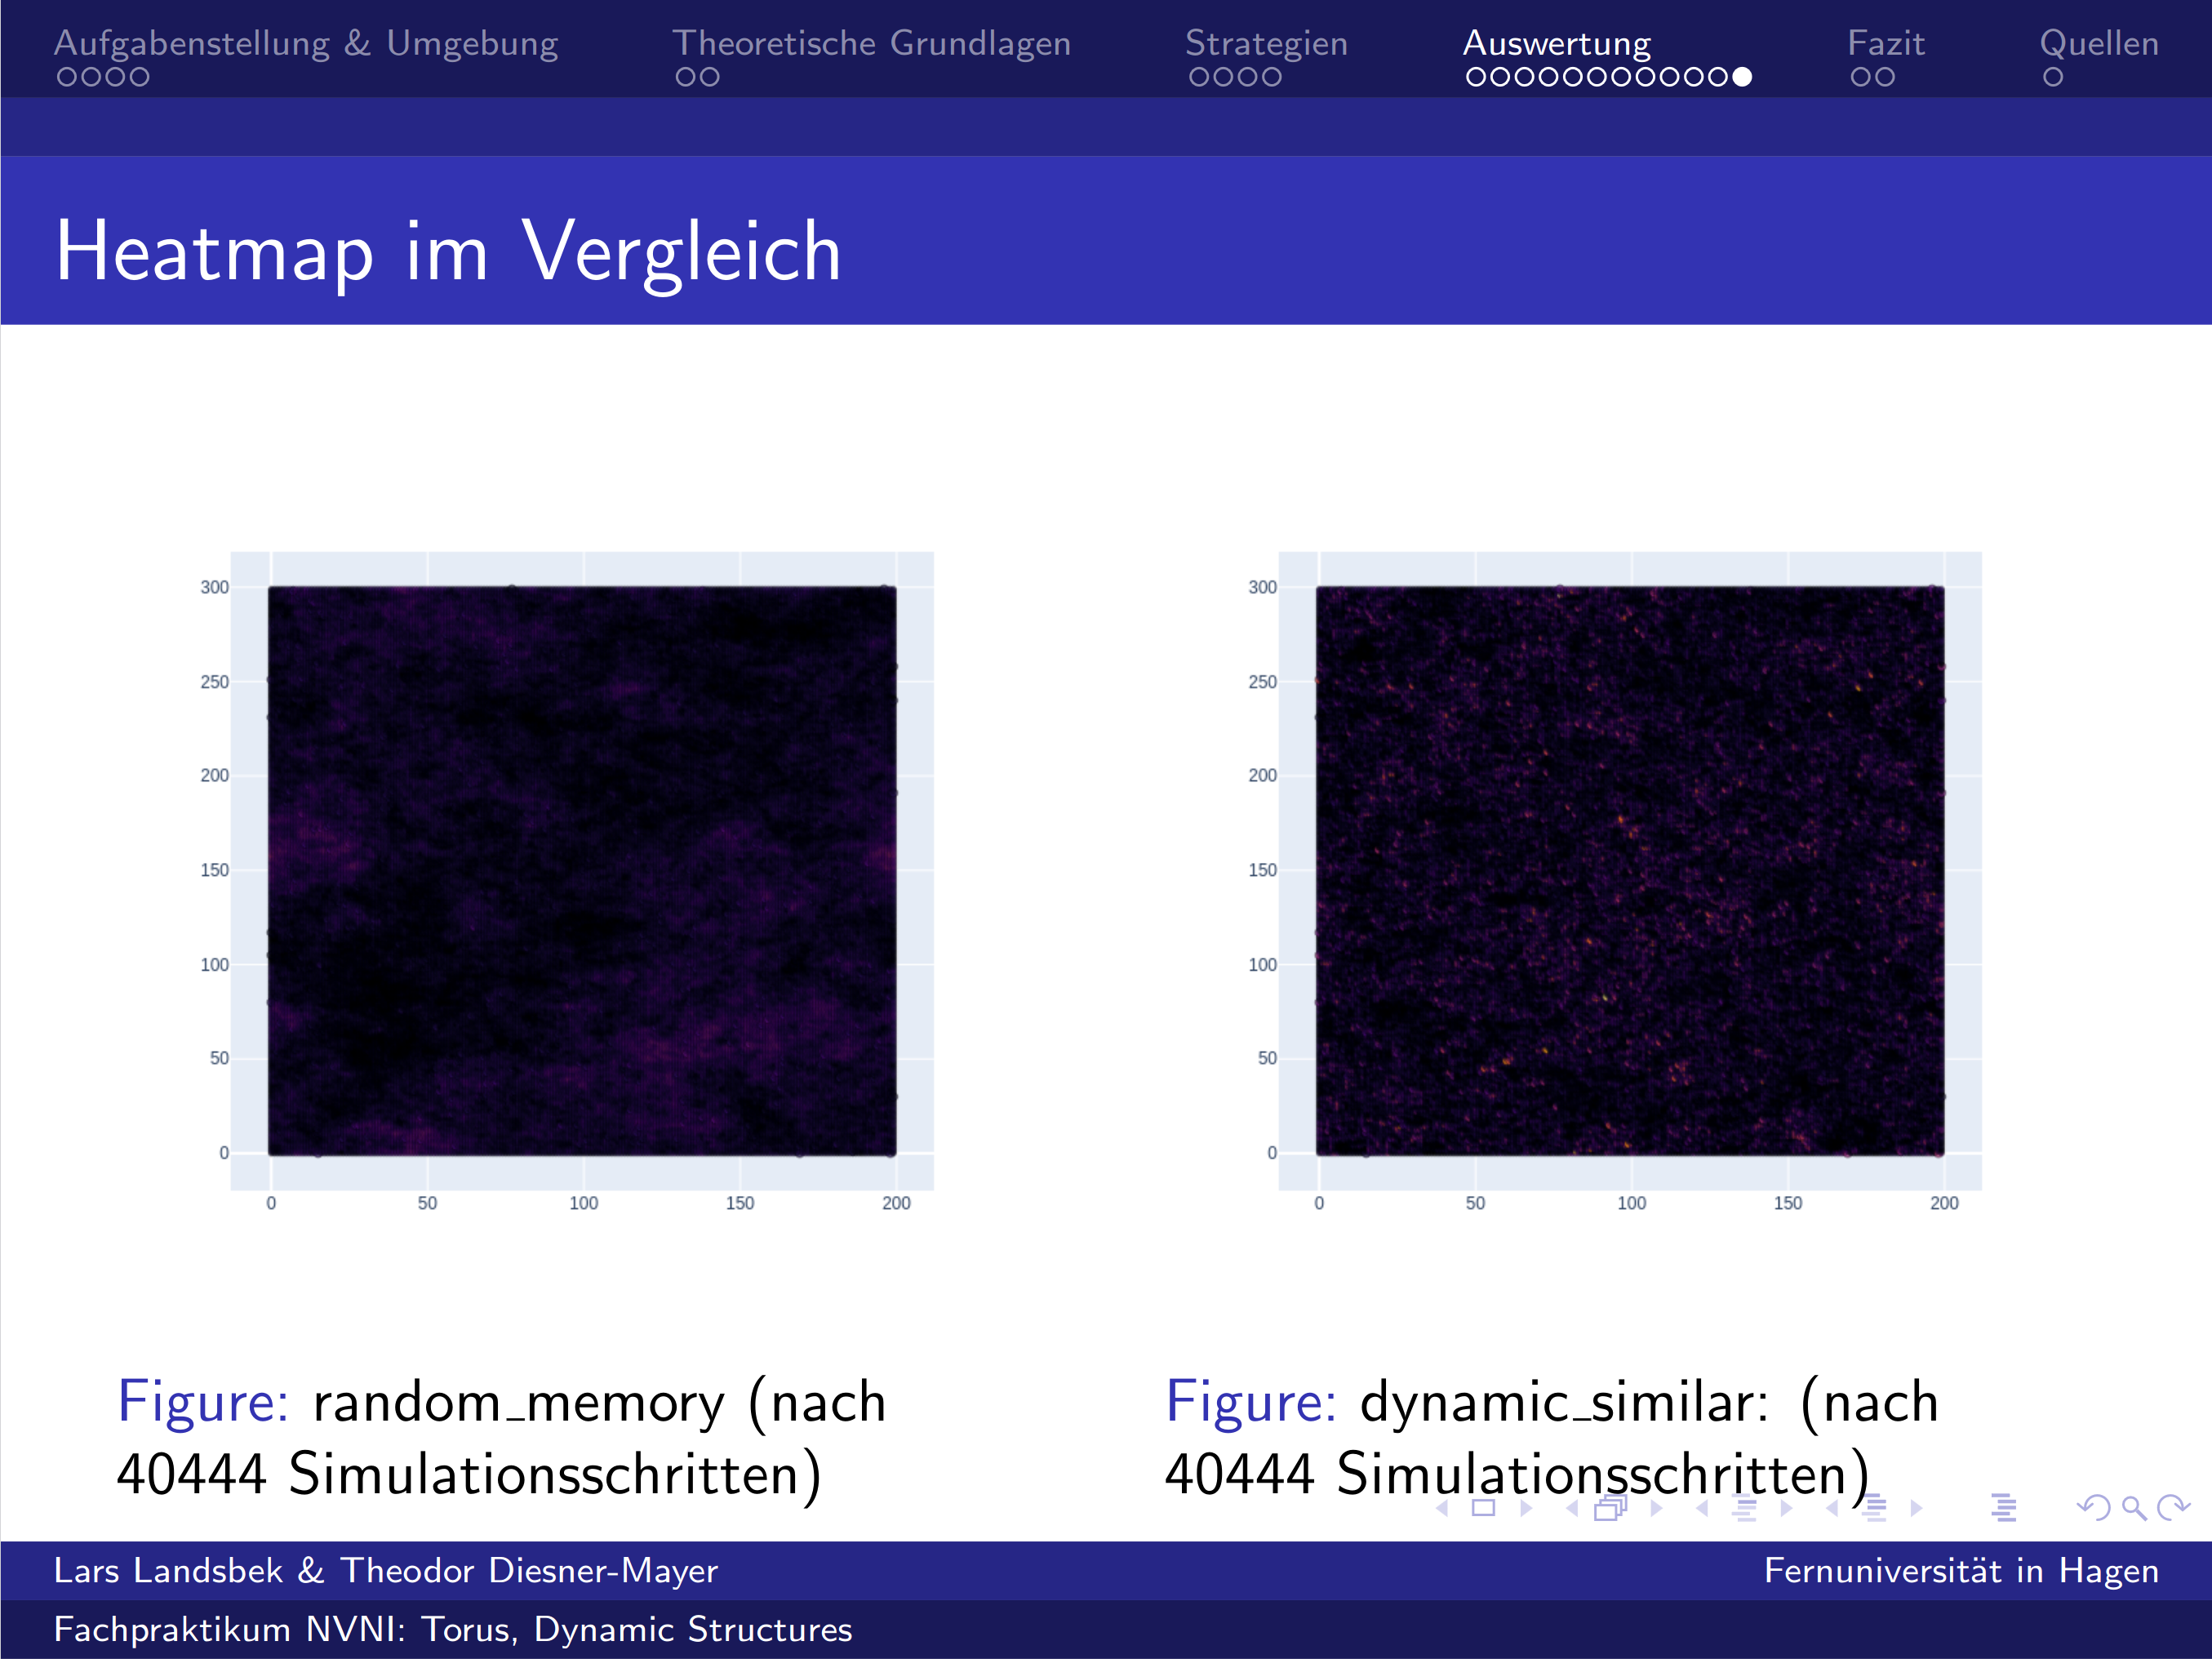 Aufgabenstellung & Umgebung
Theoretische Grundlagen
Strategien
Auswertung
Fazit
Quellen
Heatmap im Vergleich
300
250
200
150
100
50
0
0 50 100 150 200
Figure: random_memory (nach
40444 Simulationsschritten)
300
250
200
150
100
50
0
0 50 100 150 200
Figure: dynamic_similar: (nach
40444 Simulationsschritten)
Lars Landsbek & Theodor Diesner-Mayer
Fernuniversität in Hagen
Fachpraktikum NVNI: Torus, Dynamic Structures